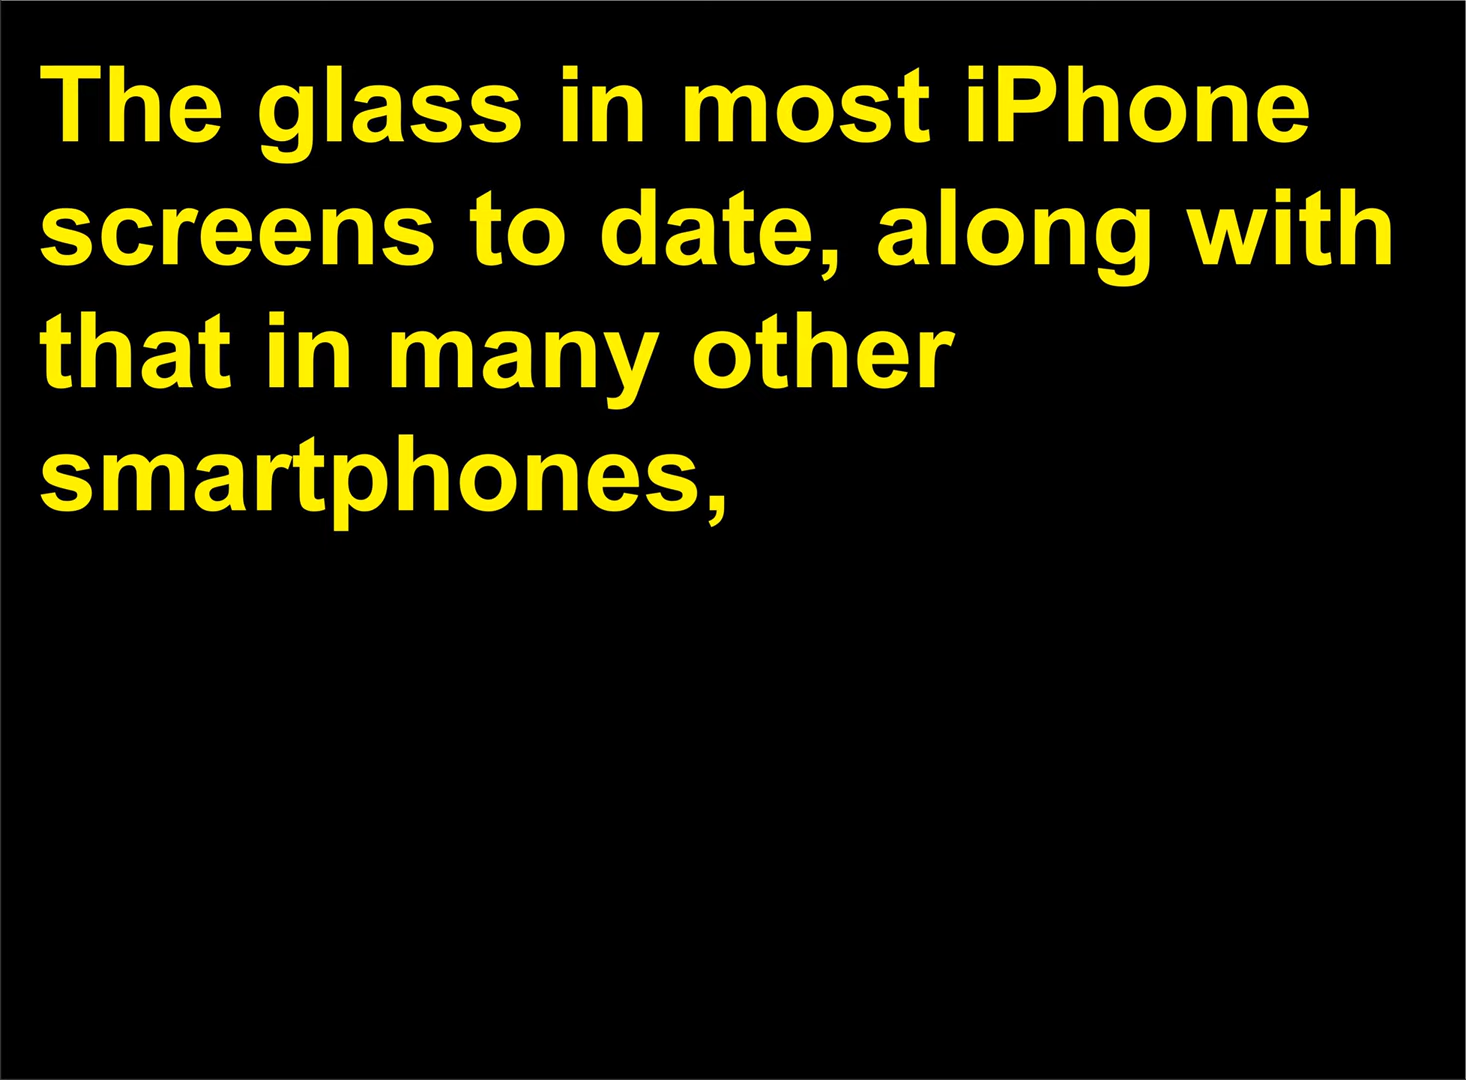 The glass in most iPhone
screens to date, along with
that in many other
smartphones,